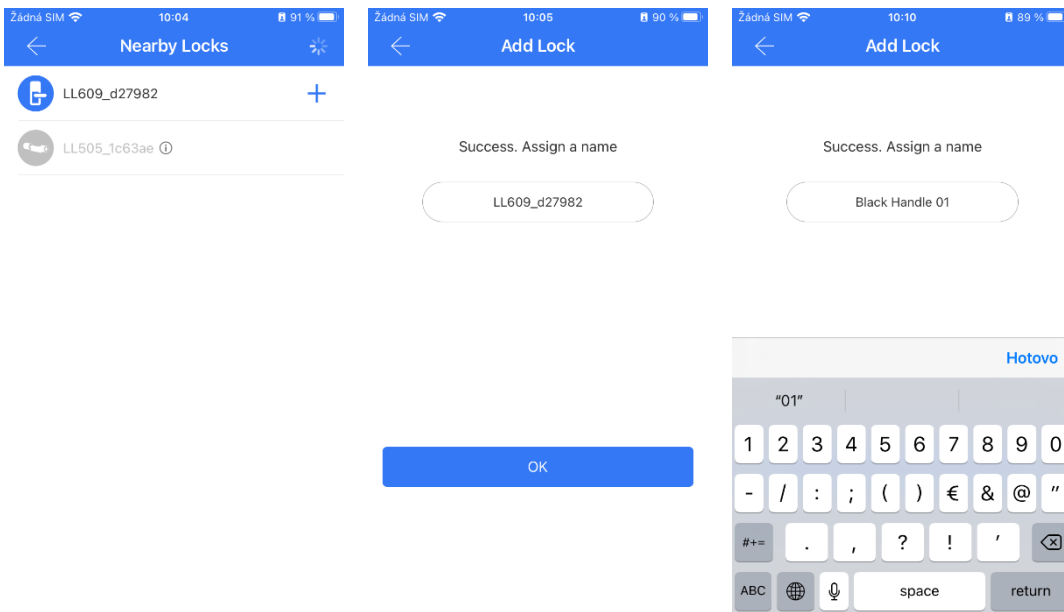 Žádná SIM 10:04 91 %
Nearby Locks
LL609_d27982
LL505_1c63ae
Žádná SIM 10:05 90 %
Add Lock
Success. Assign a name
LL609_d27982
OK
Žádná SIM 10:10 89 %
Add Lock
Success. Assign a name
Black Handle 01
Hotovo
“01”
1 2 3 4 5 6 7 8 9 0
- / : ; ( ) € & @ "
#+= . , ? ! ’
ABC space return